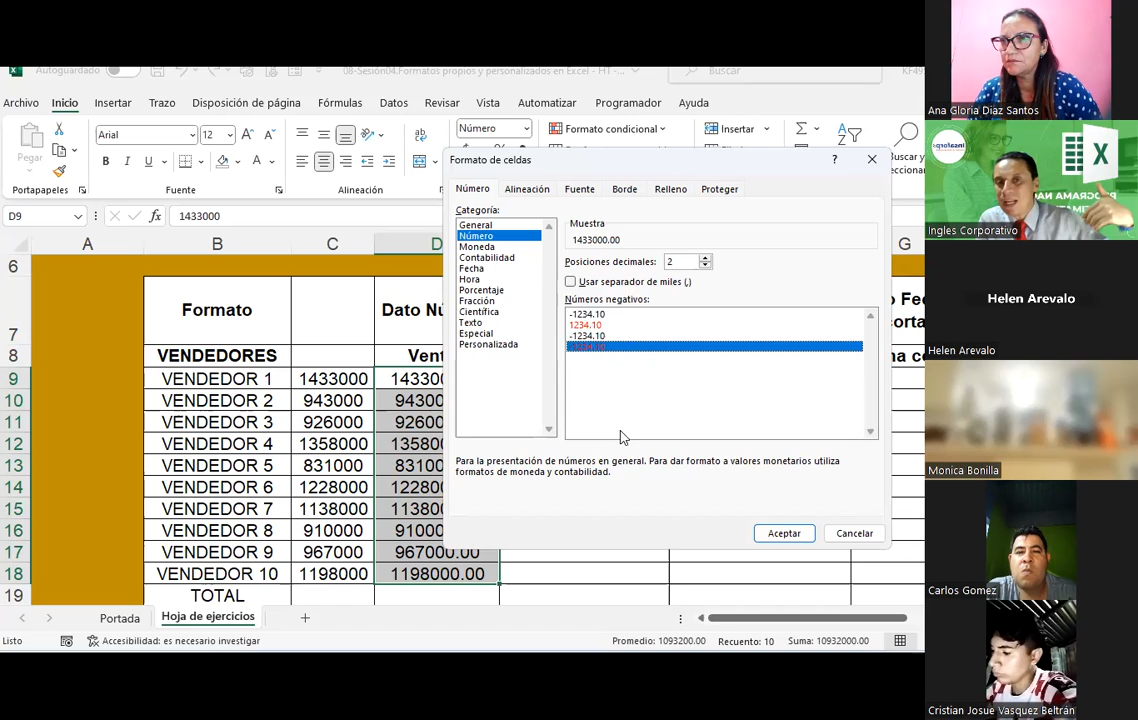 Autoguardado
08-Sesión04.Formatos propios y personalizados en Excel - HT -
Buscar
Archivo Inicio Insertar Trazo Disposición de página Fórmulas Datos Revisar Vista Automatizar Programador Ayuda
Pegar
Arial 12
N K S
Número
Formato condicional
Insertar
Buscar y
Portapapeles Fuente Alineación
D9 fx 1433000
A B C D G
6
7 Formato
8 VENDEDORES
9 VENDEDOR 1 1433000
10 VENDEDOR 2 943000
11 VENDEDOR 3 926000
12 VENDEDOR 4 1358000
13 VENDEDOR 5 831000
14 VENDEDOR 6 1228000
15 VENDEDOR 7 1138000
16 VENDEDOR 8 910000
17 VENDEDOR 9 967000 967000.00
18 VENDEDOR 10 1198000 1198000.00
19 TOTAL
Formato de celdas ?
Número Alineación Fuente Borde Relleno Proteger
Categoría:
General
Número
Moneda
Contabilidad
Fecha
Hora
Porcentaje
Fracción
Científica
Texto
Especial
Personalizada
Muestra
1433000.00
Posiciones decimales: 2
Usar separador de miles (,)
Números negativos:
-1234.10
1234.10
-1234.10
Para la presentación de números en general. Para dar formato a valores monetarios utiliza
formatos de moneda y contabilidad.
Aceptar Cancelar
Portada Hoja de ejercicios
Listo Accesibilidad: es necesario investigar Promedio: 1093200.00 Recuento: 10 Suma: 10932000.00
Ana Gloria Diaz Santos
Ingles Corporativo
Helen Arevalo
Helen Arevalo
Monica Bonilla
Carlos Gomez
Cristian Josue Vasquez Beltrán